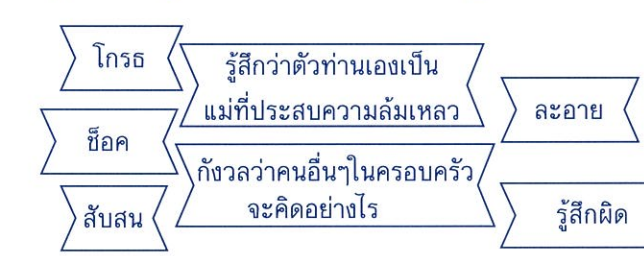 โกรธ
รู้สึกว่าตัวท่านเองเป็น
แม่ที่ประสบความล้มเหลว
ละอาย
ช็อค
กังวลว่าคนอื่นๆในครอบครัว
จะคิดอย่างไร
สับสน
รู้สึกผิด